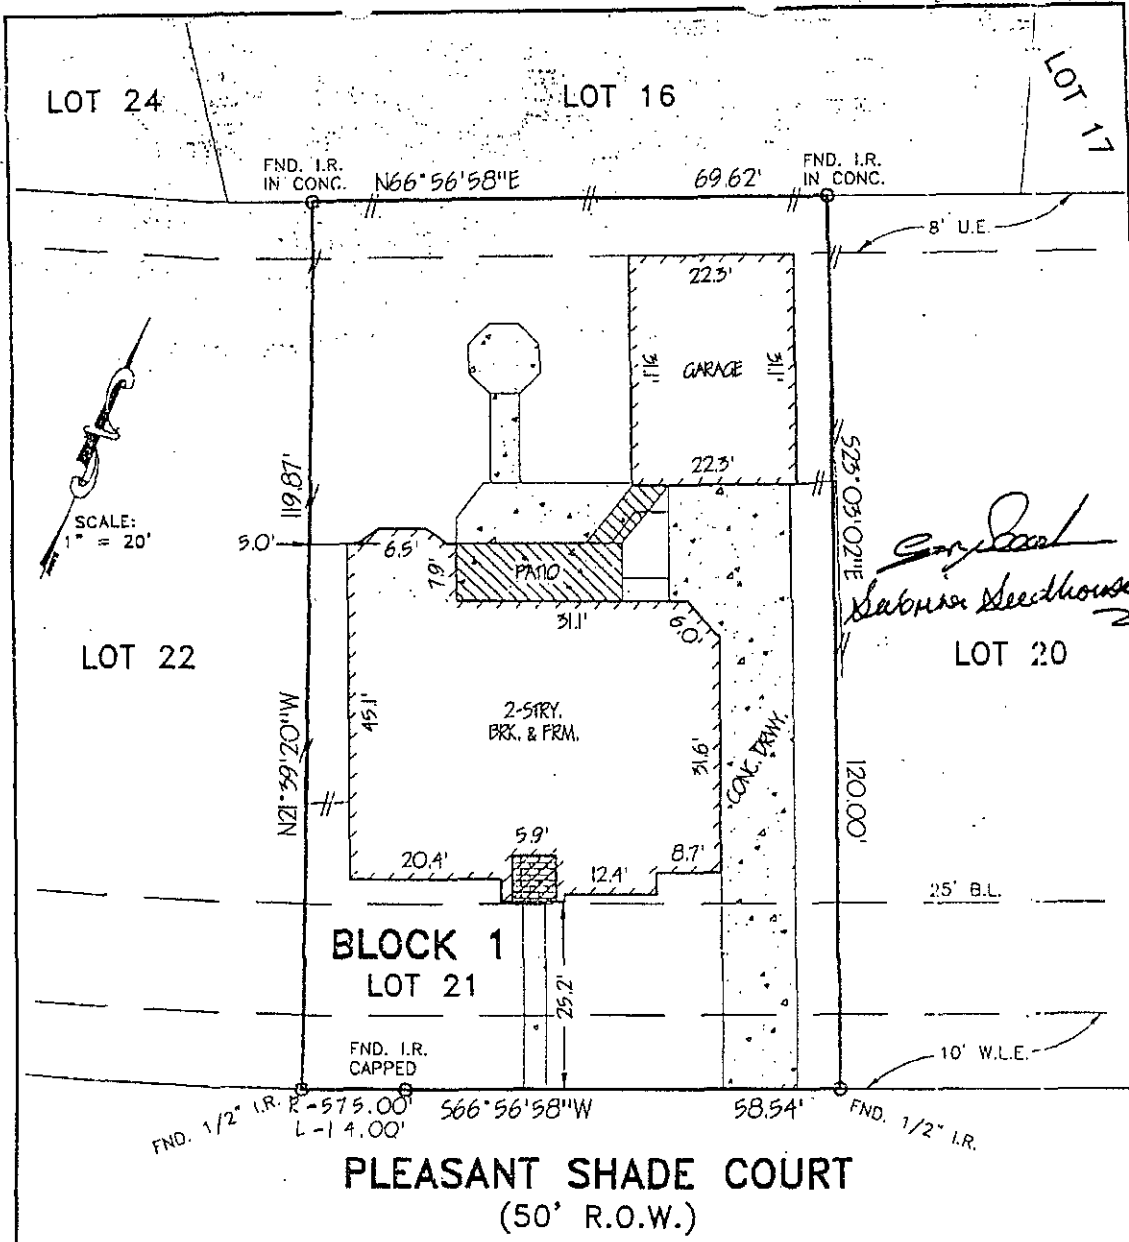 LOT 24
LOT 16
LOT 17
FND. I.R.
IN CONC.
N66°56'58"E
69.62'
FND. I.R.
IN CONC.
8' U.E.
22.3'
31.1'
GARAGE
31.1'
22.3'
119.87'
S23°03'02"E
SCALE:
1" = 20'
5.0'
6.5'
7.9'
PATIO
31.1'
6.0'
LOT 22
LOT 20
2-STRY.
BRK. & FRM.
45.1'
31.6'
CONC. DRWY.
N21°39'20"W
120.00'
5.9'
20.4'
12.4'
8.7'
25' B.L.
BLOCK 1
LOT 21
25.2'
FND. I.R.
CAPPED
10' W.L.E.
FND. 1/2" I.R.
R-575.00'
L-14.00'
S66°56'58"W
58.54'
FND. 1/2" I.R.
PLEASANT SHADE COURT
(50' R.O.W.)